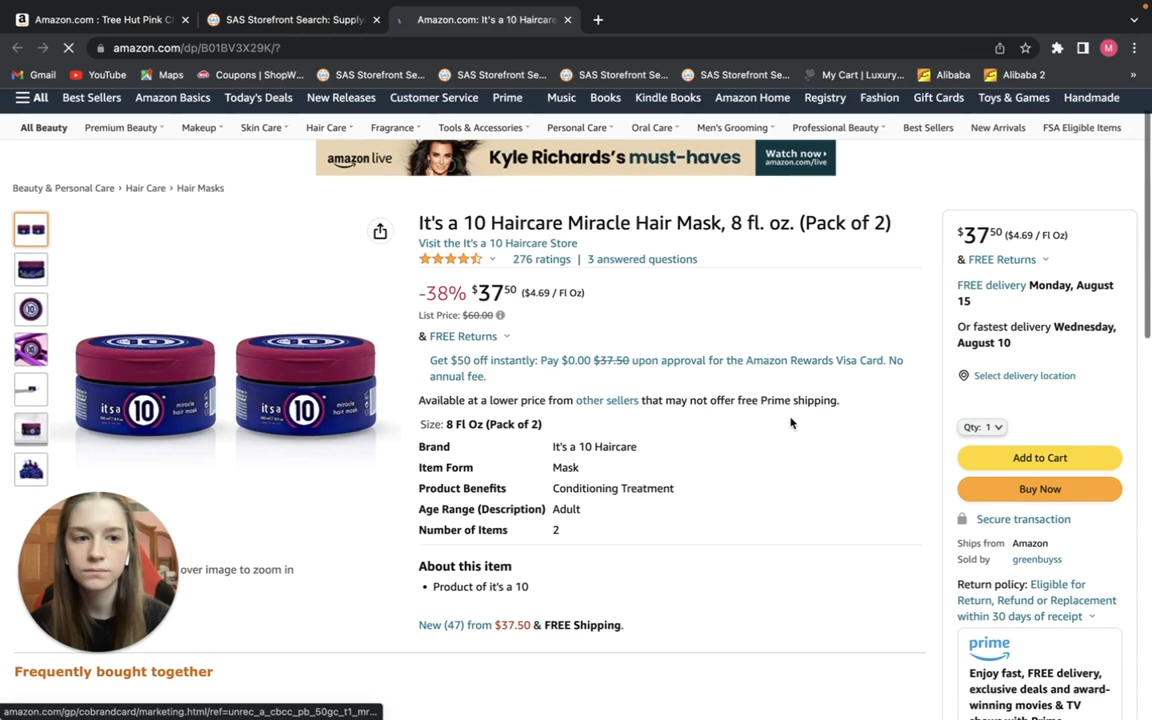 Amazon.com : Tree Hut Pink C
SAS Storefront Search: Supply
Amazon.com: It's a 10 Haircare
amazon.com/dp/B01BV3X29K/?
M
Gmail
YouTube
Maps
Coupons | ShopW...
SAS Storefront Se...
SAS Storefront Se...
SAS Storefront Se...
SAS Storefront Se...
My Cart | Luxury...
Alibaba
Alibaba 2
All
Best Sellers
Amazon Basics
Today's Deals
New Releases
Customer Service
Prime
Music
Books
Kindle Books
Amazon Home
Registry
Fashion
Gift Cards
Toys & Games
Handmade
All Beauty
Premium Beauty
Makeup
Skin Care
Hair Care
Fragrance
Tools & Accessories
Personal Care
Oral Care
Men's Grooming
Professional Beauty
Best Sellers
New Arrivals
FSA Eligible Items
amazon live
Kyle Richards's must-haves
Watch now
amazon.com/live
Beauty & Personal Care › Hair Care › Hair Masks
It's a 10 Haircare Miracle Hair Mask, 8 fl. oz. (Pack of 2)
Visit the It's a 10 Haircare Store
276 ratings | 3 answered questions
-38% $37 50 ($4.69 / Fl Oz)
List Price: $60.00
& FREE Returns
Get $50 off instantly: Pay $0.00 $37.50 upon approval for the Amazon Rewards Visa Card. No
annual fee.
Available at a lower price from other sellers that may not offer free Prime shipping.
Size: 8 Fl Oz (Pack of 2)
Brand It's a 10 Haircare
Item Form Mask
Product Benefits Conditioning Treatment
Age Range (Description) Adult
Number of Items 2
About this item
• Product of it's a 10
New (47) from $37.50 & FREE Shipping.
it's a 10 miracle hair mask
it's a 10 miracle hair mask
over image to zoom in
Frequently bought together
$37 50 ($4.69 / Fl Oz)
& FREE Returns
FREE delivery Monday, August
15
Or fastest delivery Wednesday,
August 10
Select delivery location
Qty: 1
Add to Cart
Buy Now
Secure transaction
Ships from Amazon
Sold by greenbuyss
Return policy: Eligible for
Return, Refund or Replacement
within 30 days of receipt
prime
Enjoy fast, FREE delivery,
exclusive deals and award-
winning movies & TV
shows with Prime
amazon.com/gp/cobrandcard/marketing.html/ref=unrec_a_cbcc_pb_50gc_t1_mr...